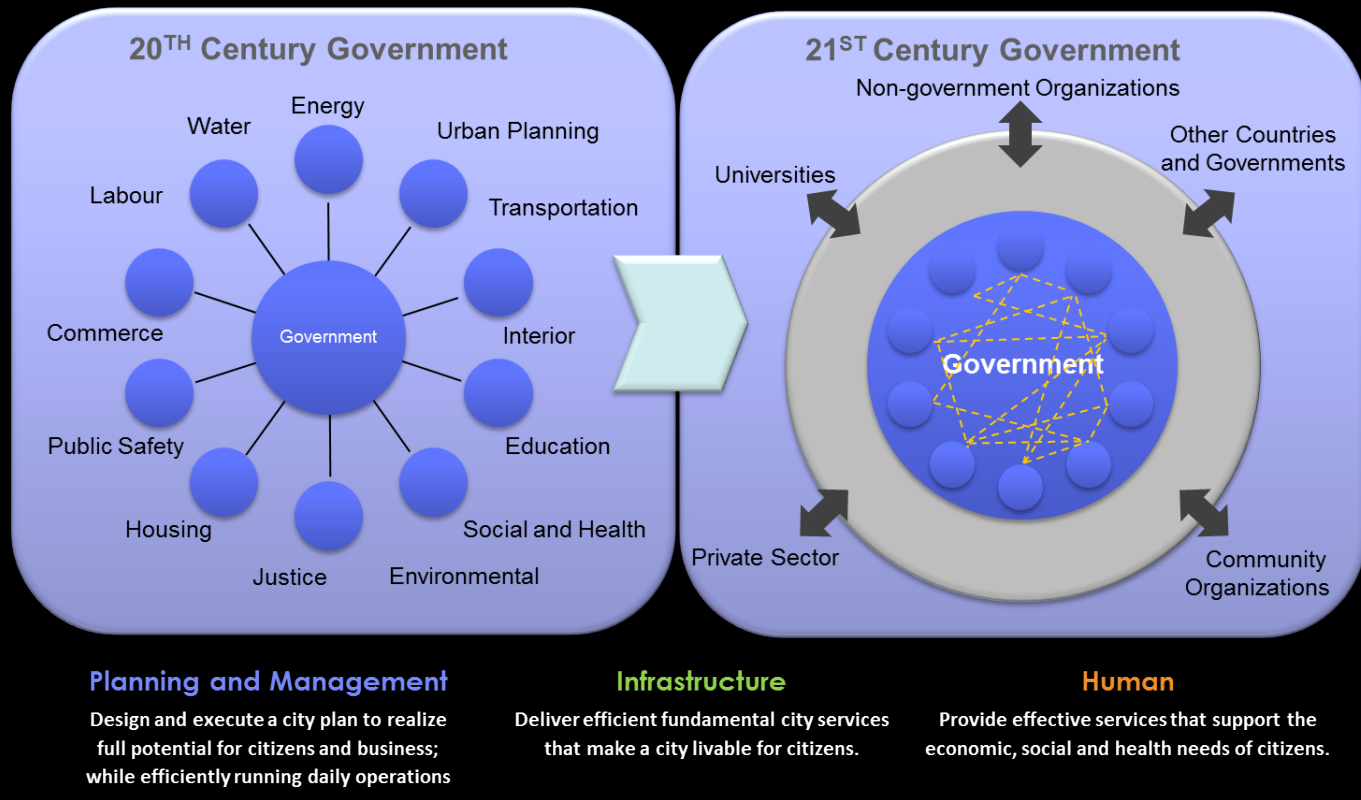 20TH Century Government
Energy
Water
Urban Planning
Labour
Transportation
Commerce
Government
Interior
Public Safety
Education
Housing
Social and Health
Justice
Environmental
21ST Century Government
Non-government Organizations
Other Countries
and Governments
Universities
Government
Private Sector
Community
Organizations
Planning and Management
Design and execute a city plan to realize
full potential for citizens and business;
while efficiently running daily operations
Infrastructure
Deliver efficient fundamental city services
that make a city livable for citizens.
Human
Provide effective services that support the
economic, social and health needs of citizens.